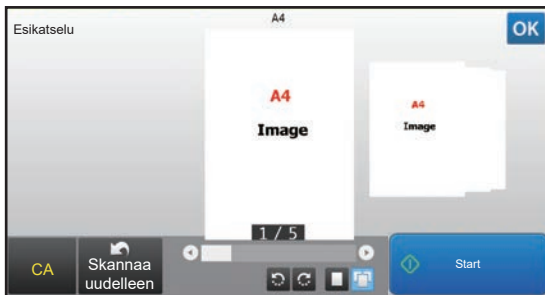 A4
Esikatselu
OK
A4
Image
A4
Image
1 / 5
CA
Skannaa
uudelleen
Start